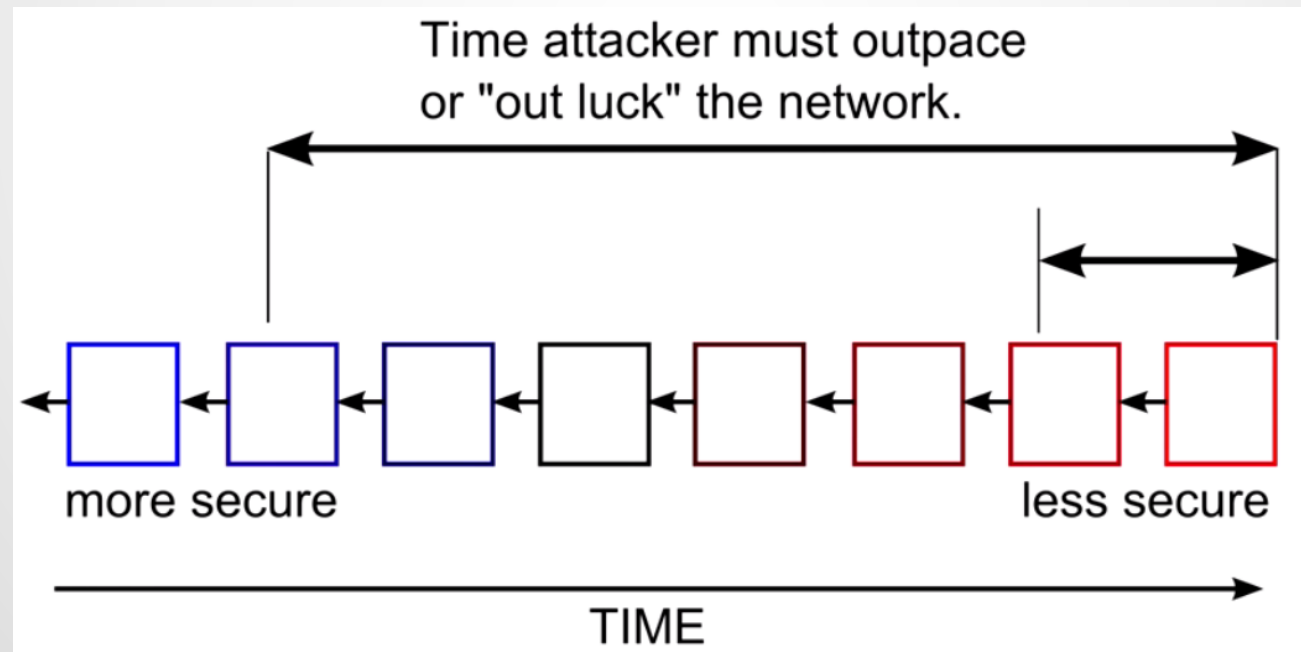 Time attacker must outpace
or "out luck" the network.
more secure
less secure
TIME